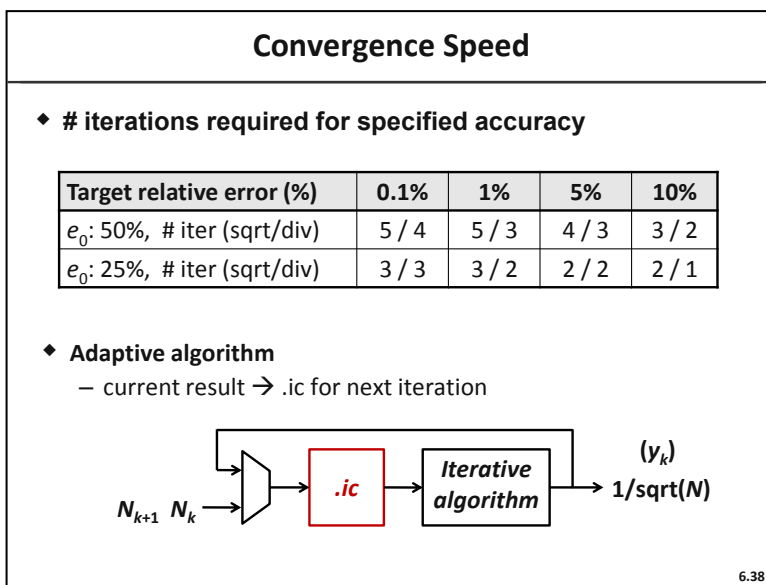 Convergence Speed
◆ # iterations required for specified accuracy
Target relative error (%) 0.1% 1% 5% 10%
e₀: 50%, # iter (sqrt/div) 5 / 4 5 / 3 4 / 3 3 / 2
e₀: 25%, # iter (sqrt/div) 3 / 3 3 / 2 2 / 2 2 / 1
◆ Adaptive algorithm
– current result → .ic for next iteration
(yₖ)
.ic
Iterative
algorithm
1/sqrt(N)
Nₖ₊₁ Nₖ
6.38